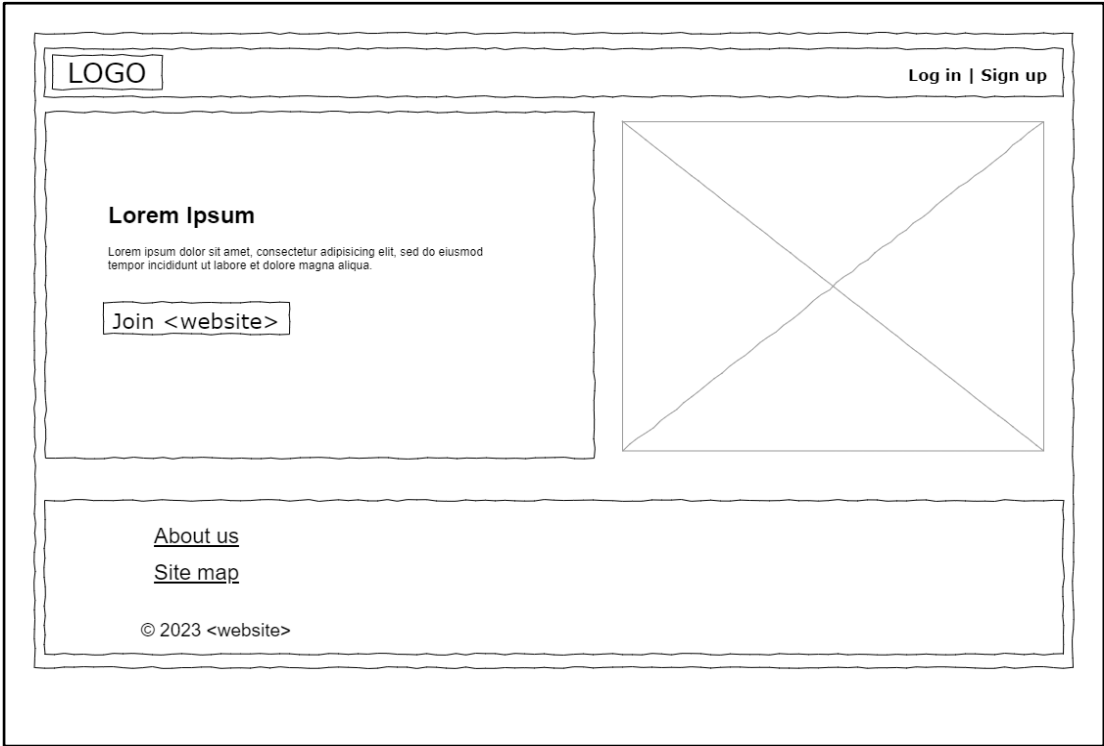 LOGO
Log in | Sign up
Lorem Ipsum
Lorem ipsum dolor sit amet, consectetur adipisicing elit, sed do eiusmod
tempor incididunt ut labore et dolore magna aliqua.
Join <website>
About us
Site map
© 2023 <website>